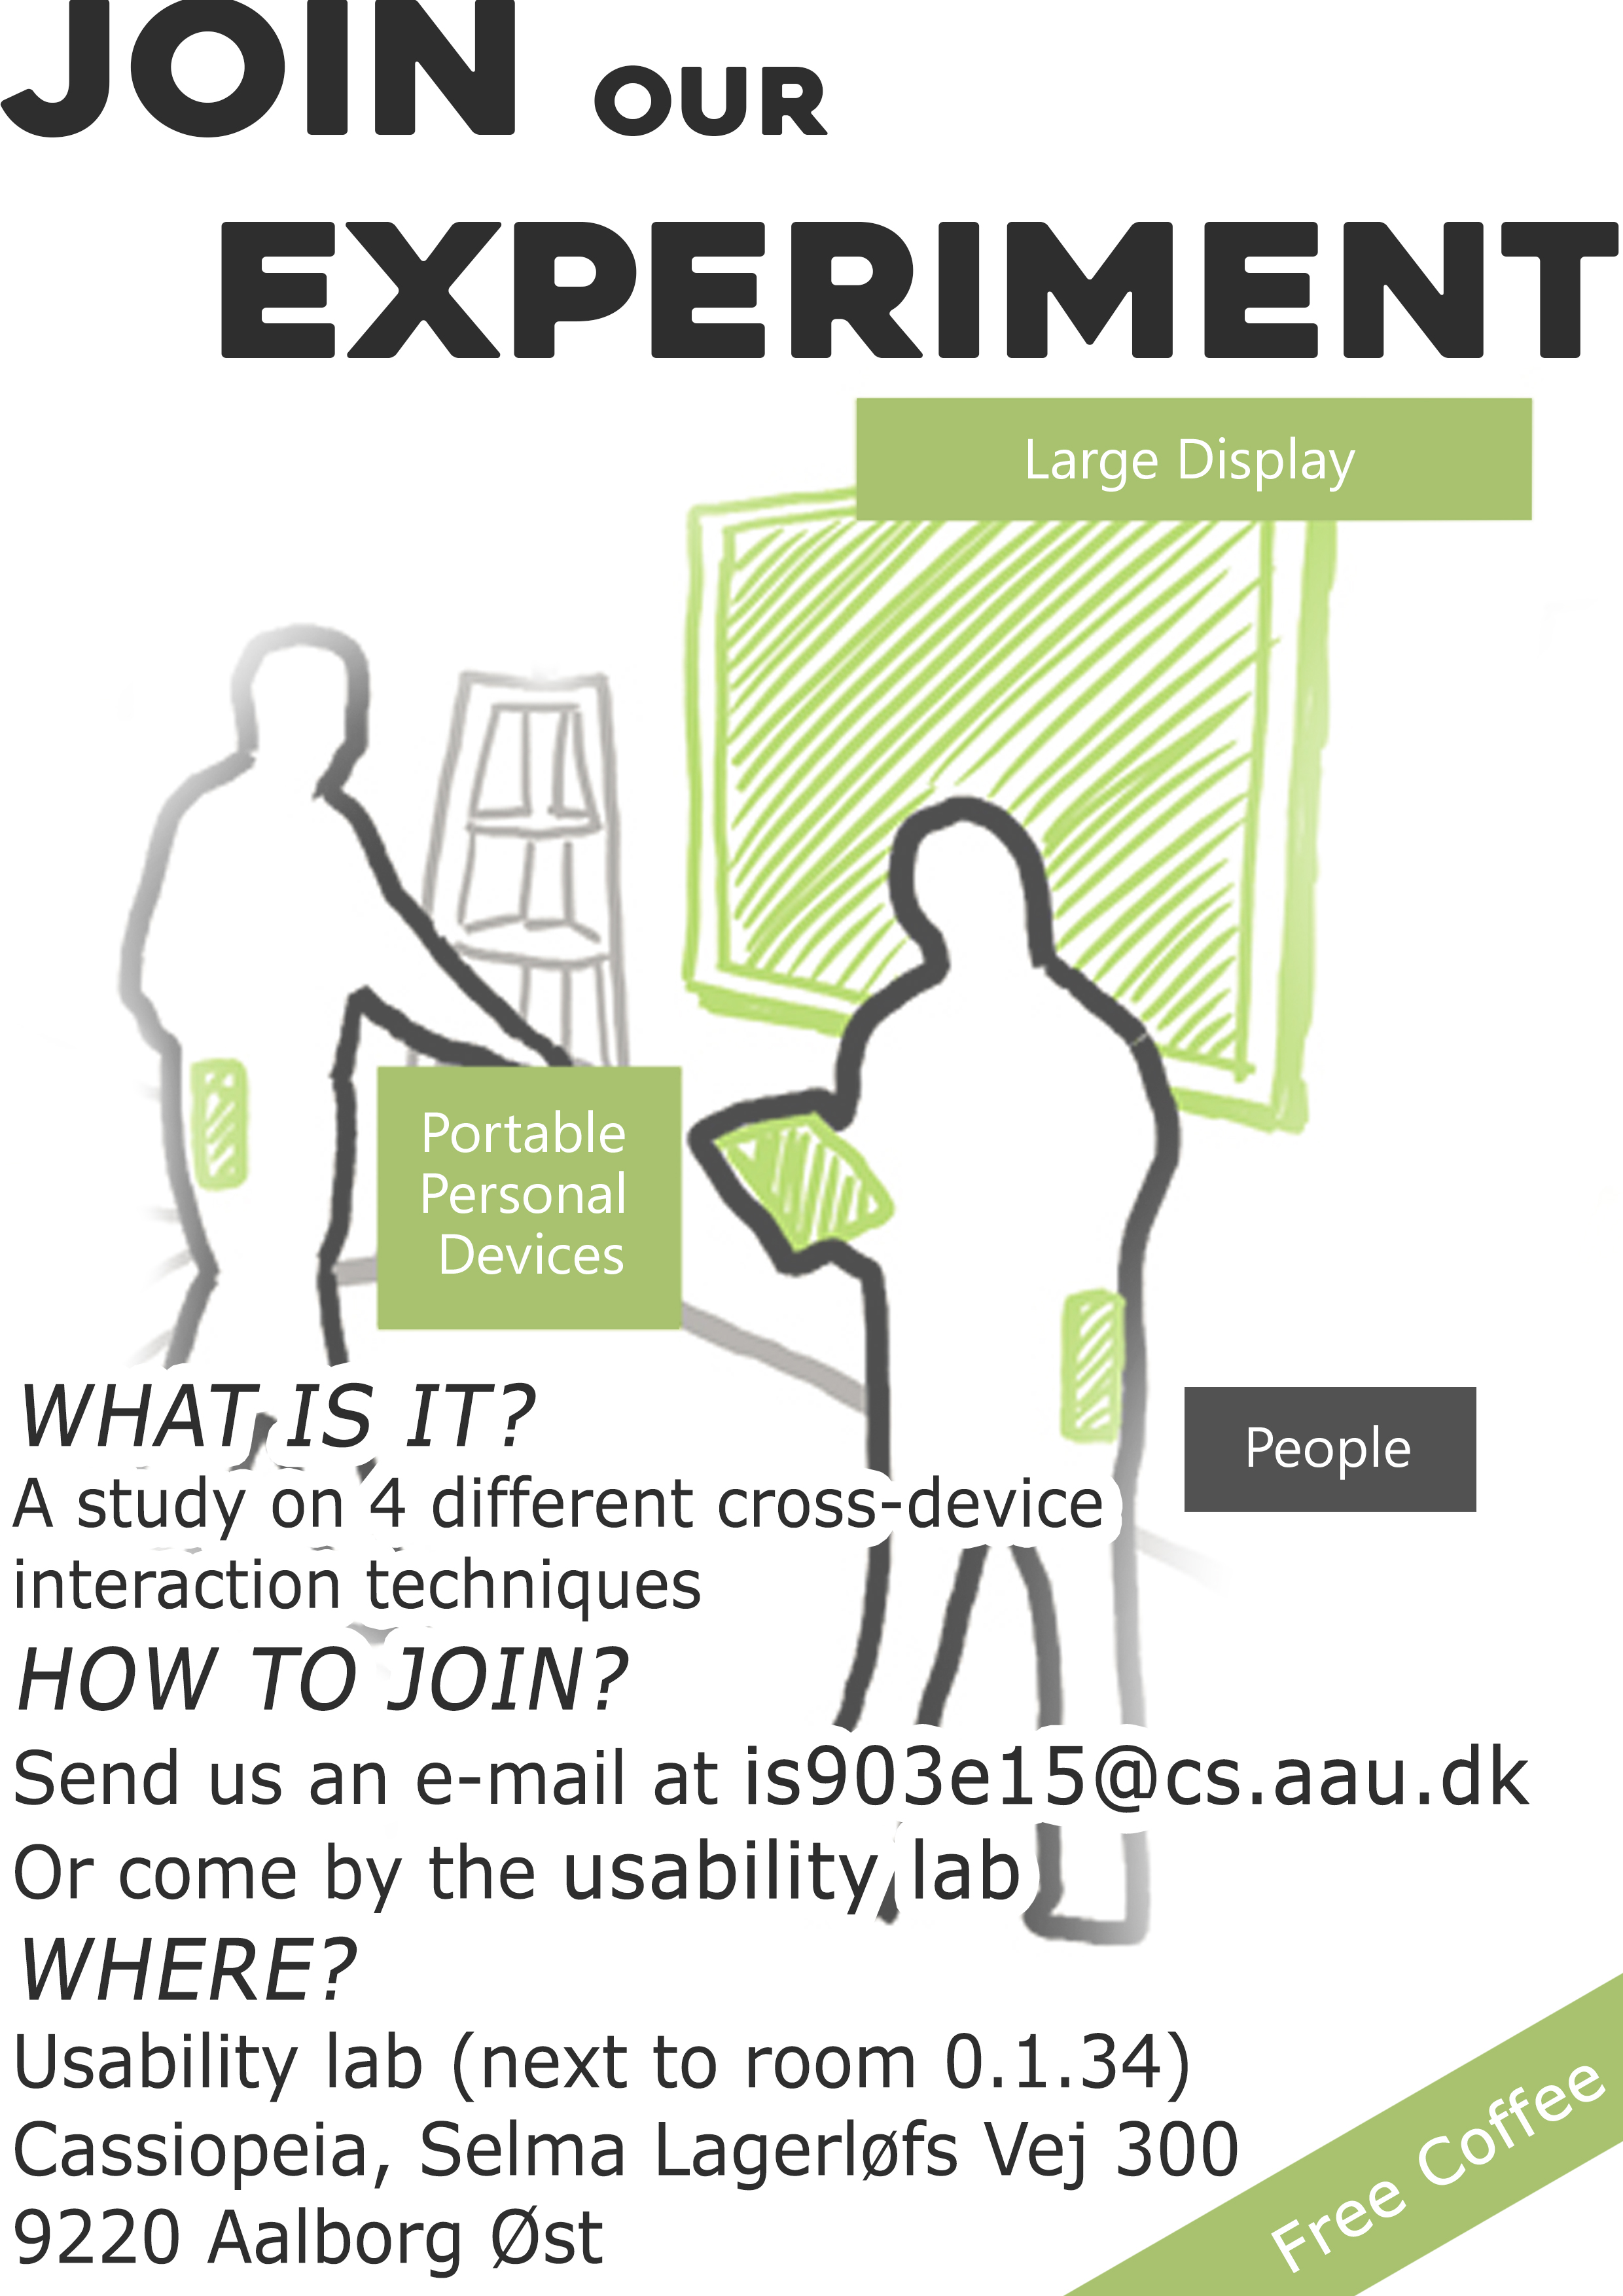 JOIN OUR
EXPERIMENT
Large Display
Portable
Personal
Devices
People
WHAT IS IT?
A study on 4 different cross-device
interaction techniques
HOW TO JOIN?
Send us an e-mail at is903e15@cs.aau.dk
Or come by the usability lab
WHERE?
Usability lab (next to room 0.1.34)
Cassiopeia, Selma Lagerløfs Vej 300
9220 Aalborg Øst
Free Coffee